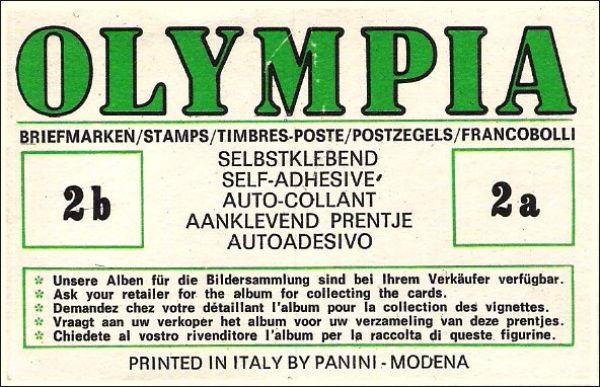 OLYMPIA
BRIEFMARKEN/STAMPS/TIMBRES-POSTE/POSTZEGELS/FRANCOBOLLI
2b
SELBSTKLEBEND
SELF-ADHESIVE
AUTO-COLLANT
AANKLEVEND PRENTJE
AUTOADESIVO
2a
* Unsere Alben für die Bildersammlung sind bei Ihrem Verkäufer verfügbar.
* Ask your retailer for the album for collecting the cards.
* Demandez chez votre détaillant l'album pour la collection des vignettes.
* Vraagt aan uw verkoper het album voor uw verzameling van deze prentjes.
* Chiedete al vostro rivenditore l'album per la raccolta di queste figurine.
PRINTED IN ITALY BY PANINI - MODENA